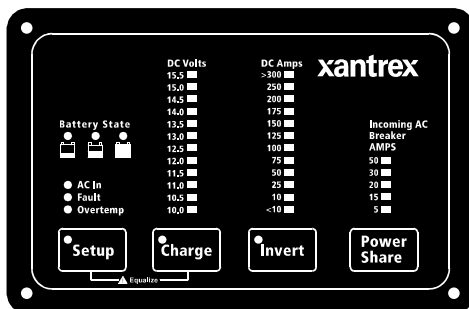 xantrex
DC Volts
15.5
15.0
14.5
14.0
13.5
13.0
12.5
12.0
11.5
11.0
10.5
10.0
DC Amps
>300
250
200
175
150
125
100
75
50
25
10
<10
Incoming AC
Breaker
AMPS
50
30
20
15
5
Battery State
AC In
Fault
Overtemp
Setup
Charge
Invert
Power
Share
Equalize